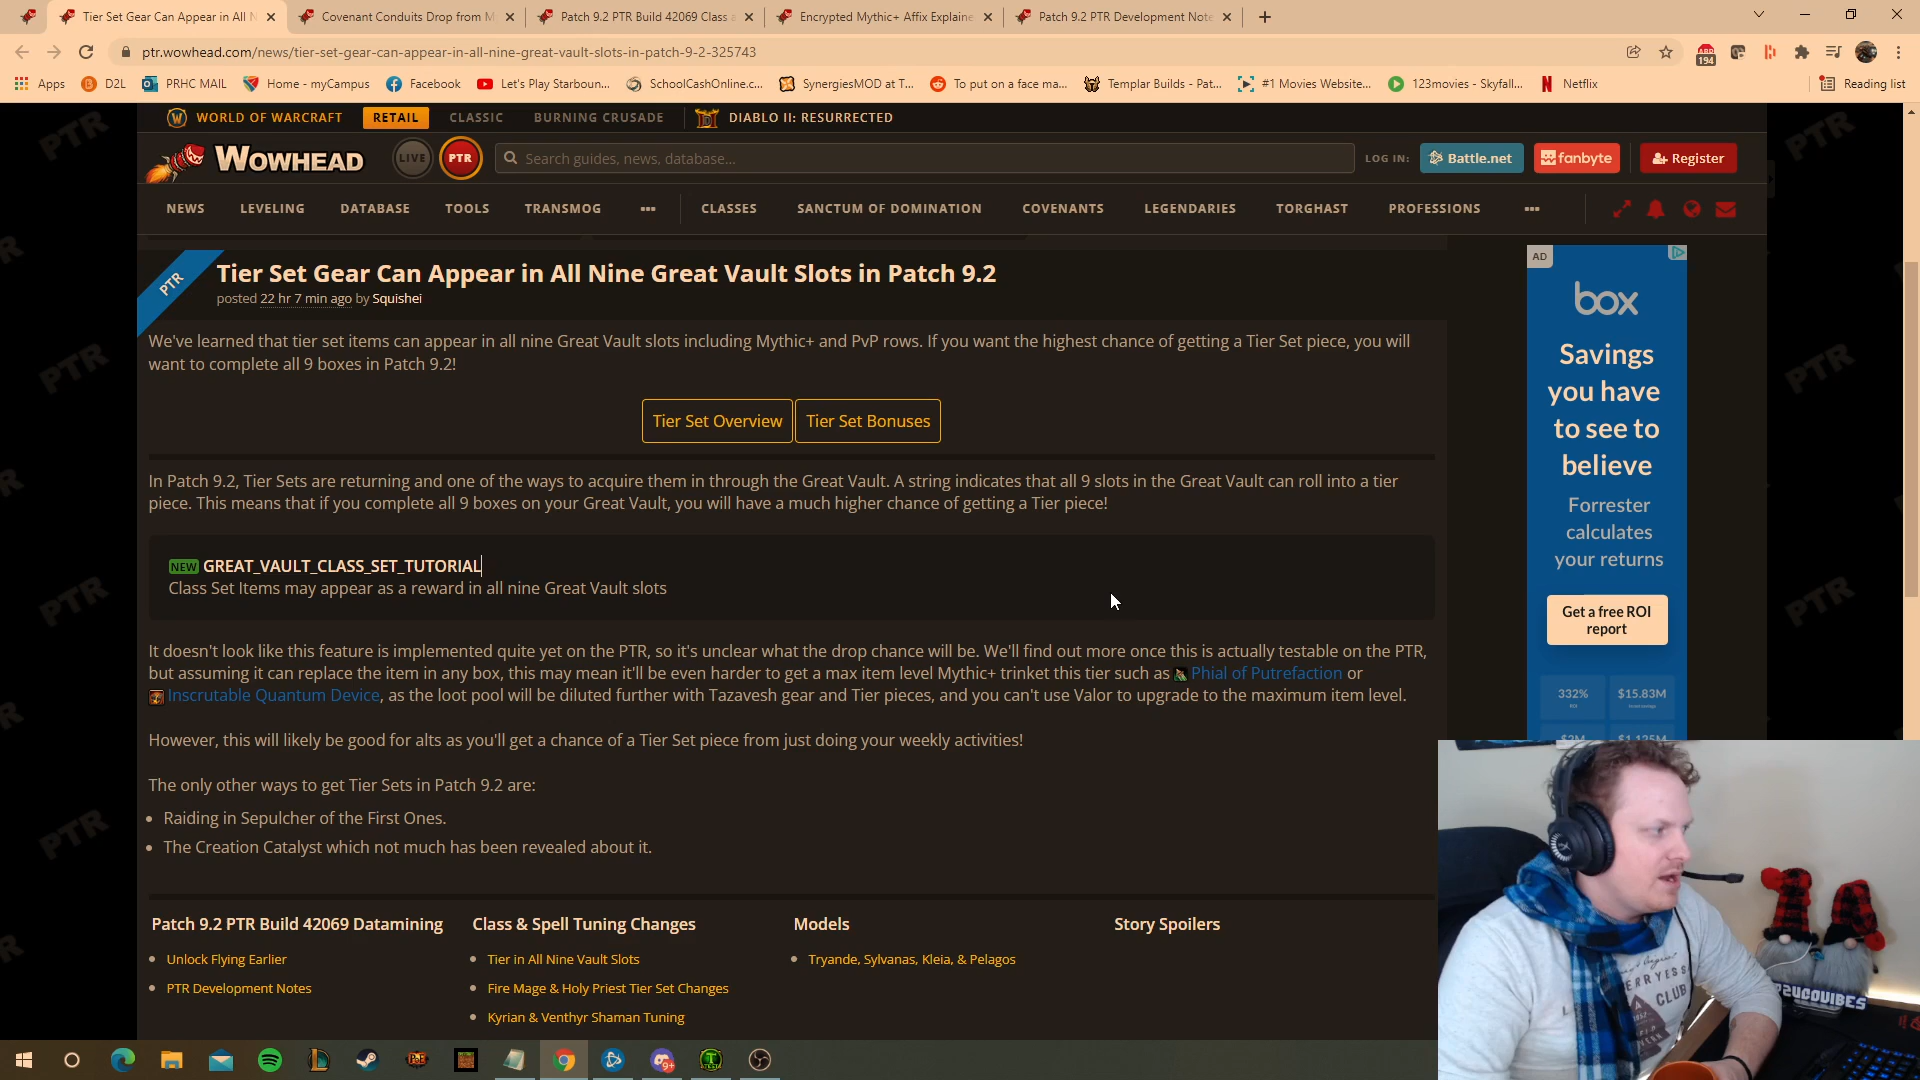 Tier Set Gear Can Appear in All N
Covenant Conduits Drop from M
Patch 9.2 PTR Build 42069 Class a
Encrypted Mythic+ Affix Explaine
Patch 9.2 PTR Development Note
ptr.wowhead.com/news/tier-set-gear-can-appear-in-all-nine-great-vault-slots-in-patch-9-2-325743
194
Apps
D2L
PRHC MAIL
Home - myCampus
Facebook
Let's Play Starboun...
SchoolCashOnline.c...
SynergiesMOD at T...
To put on a face ma...
Templar Builds - Pat...
#1 Movies Website...
123movies - Skyfall...
Netflix
Reading list
WORLD OF WARCRAFT
RETAIL
CLASSIC
BURNING CRUSADE
DIABLO II: RESURRECTED
WOWHEAD
LIVE
PTR
Search guides, news, database...
LOG IN:
Battle.net
fanbyte
Register
NEWS
LEVELING
DATABASE
TOOLS
TRANSMOG
CLASSES
SANCTUM OF DOMINATION
COVENANTS
LEGENDARIES
TORGHAST
PROFESSIONS
PTR
Tier Set Gear Can Appear in All Nine Great Vault Slots in Patch 9.2
posted 22 hr 7 min ago by Squishei
We've learned that tier set items can appear in all nine Great Vault slots including Mythic+ and PvP rows. If you want the highest chance of getting a Tier Set piece, you will
want to complete all 9 boxes in Patch 9.2!
Tier Set Overview
Tier Set Bonuses
In Patch 9.2, Tier Sets are returning and one of the ways to acquire them in through the Great Vault. A string indicates that all 9 slots in the Great Vault can roll into a tier
piece. This means that if you complete all 9 boxes on your Great Vault, you will have a much higher chance of getting a Tier piece!
NEW GREAT_VAULT_CLASS_SET_TUTORIAL
Class Set Items may appear as a reward in all nine Great Vault slots
It doesn't look like this feature is implemented quite yet on the PTR, so it's unclear what the drop chance will be. We'll find out more once this is actually testable on the PTR,
but assuming it can replace the item in any box, this may mean it'll be even harder to get a max item level Mythic+ trinket this tier such as Phial of Putrefaction or
Inscrutable Quantum Device, as the loot pool will be diluted further with Tazavesh gear and Tier pieces, and you can't use Valor to upgrade to the maximum item level.
However, this will likely be good for alts as you'll get a chance of a Tier Set piece from just doing your weekly activities!
The only other ways to get Tier Sets in Patch 9.2 are:
Raiding in Sepulcher of the First Ones.
The Creation Catalyst which not much has been revealed about it.
Patch 9.2 PTR Build 42069 Datamining
Unlock Flying Earlier
PTR Development Notes
Class & Spell Tuning Changes
Tier in All Nine Vault Slots
Fire Mage & Holy Priest Tier Set Changes
Kyrian & Venthyr Shaman Tuning
Models
Tryande, Sylvanas, Kleia, & Pelagos
Story Spoilers
AD
box
Savings
you have
to see to
believe
Forrester
calculates
your returns
Get a free ROI
report
332%
$15.83M
$2M
$1.125M
CLUB
9+